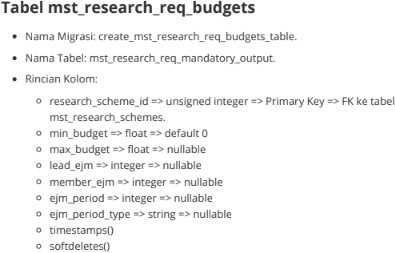 Tabel mst_research_req_budgets
• Nama Migrasi: create_mst_research_req_budgets_table.
• Nama Tabel: mst_research_req_mandatory_output.
• Rincian Kolom:
○ research_scheme_id => unsigned integer => Primary Key => FK ke tabel
mst_research_schemes.
○ min_budget => float => default 0
○ max_budget => float => nullable
○ lead_ejm => integer => nullable
○ member_ejm => integer => nullable
○ ejm_period => integer => nullable
○ ejm_period_type => string => nullable
○ timestamps()
○ softdeletes()